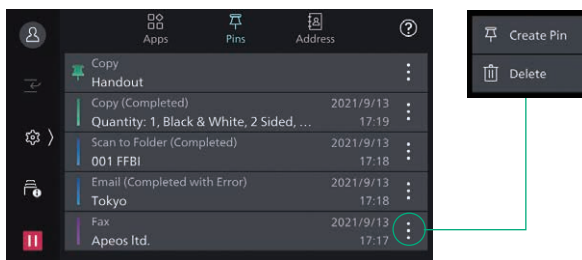 Apps
Pins
Address
Copy
Handout
Copy (Completed) 2021/9/13
Quantity: 1, Black & White, 2 Sided, ... 17:19
Scan to Folder (Completed) 2021/9/13
001 FFBI 17:18
Email (Completed with Error) 2021/9/13
Tokyo 17:18
Fax 2021/9/13
Apeos ltd. 17:17
Create Pin
Delete